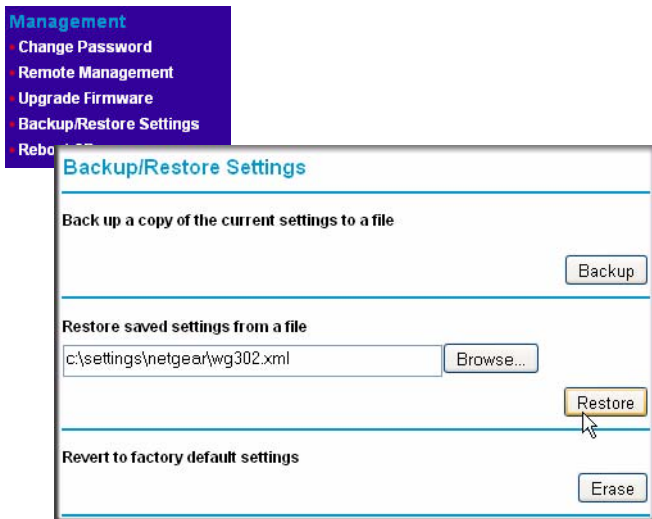 Management
Change Password
Remote Management
Upgrade Firmware
Backup/Restore Settings
Backup/Restore Settings
Back up a copy of the current settings to a file
Backup
Restore saved settings from a file
c:\settings\netgear\wg302.xml
Browse...
Restore
Revert to factory default settings
Erase